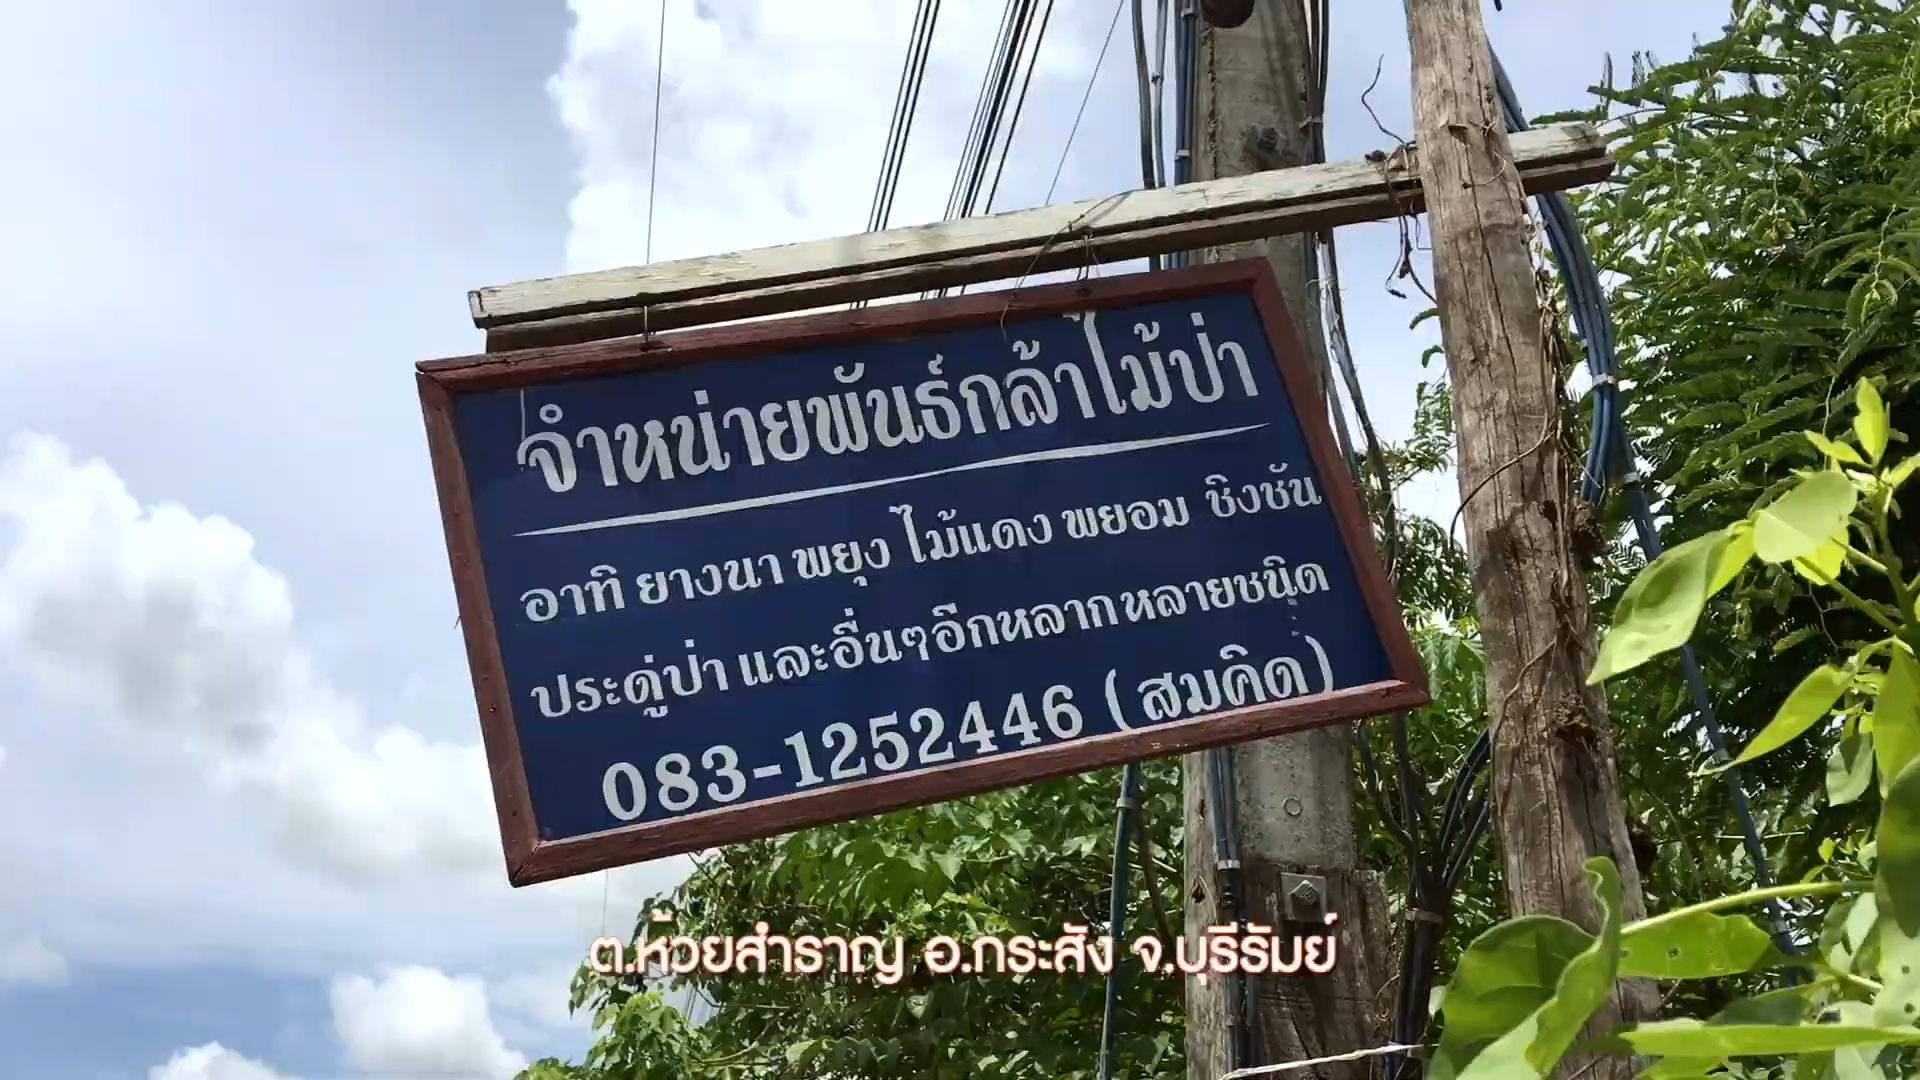 จำหน่ายพันธ์กล้าไม้ป่า
อาทิ ยางนา พยุง ไม้แดง พยอม ชิงชัน
ประดู่ป่า และอื่นๆอีกหลากหลายชนิด
083-1252446 (สมคิด)
ต.ห้วยสำราญ อ.กระสัง จ.บุรีรัมย์